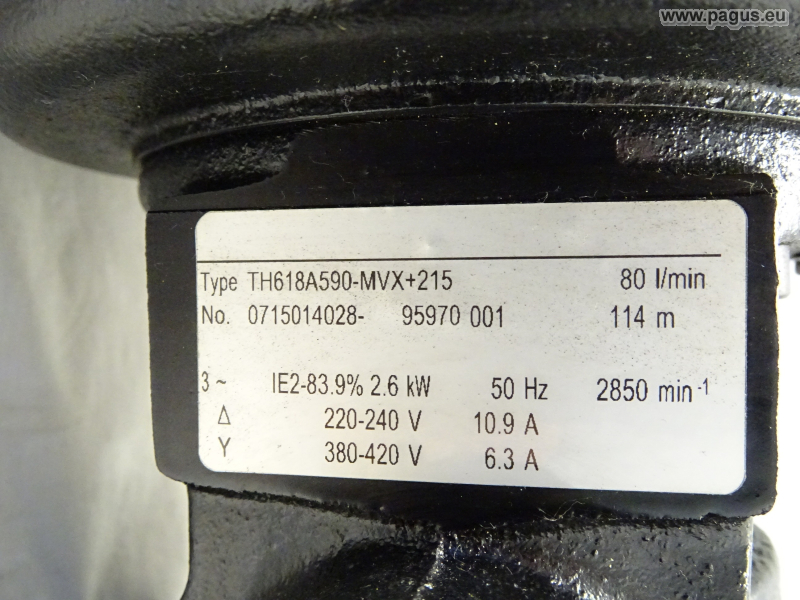 www.pagus.eu
Type TH618A590-MVX+215 80 l/min
No. 0715014028- 95970 001 114 m
3 ~ IE2-83.9% 2.6 kW 50 Hz 2850 min⁻¹
Δ 220-240 V 10.9 A
Y 380-420 V 6.3 A